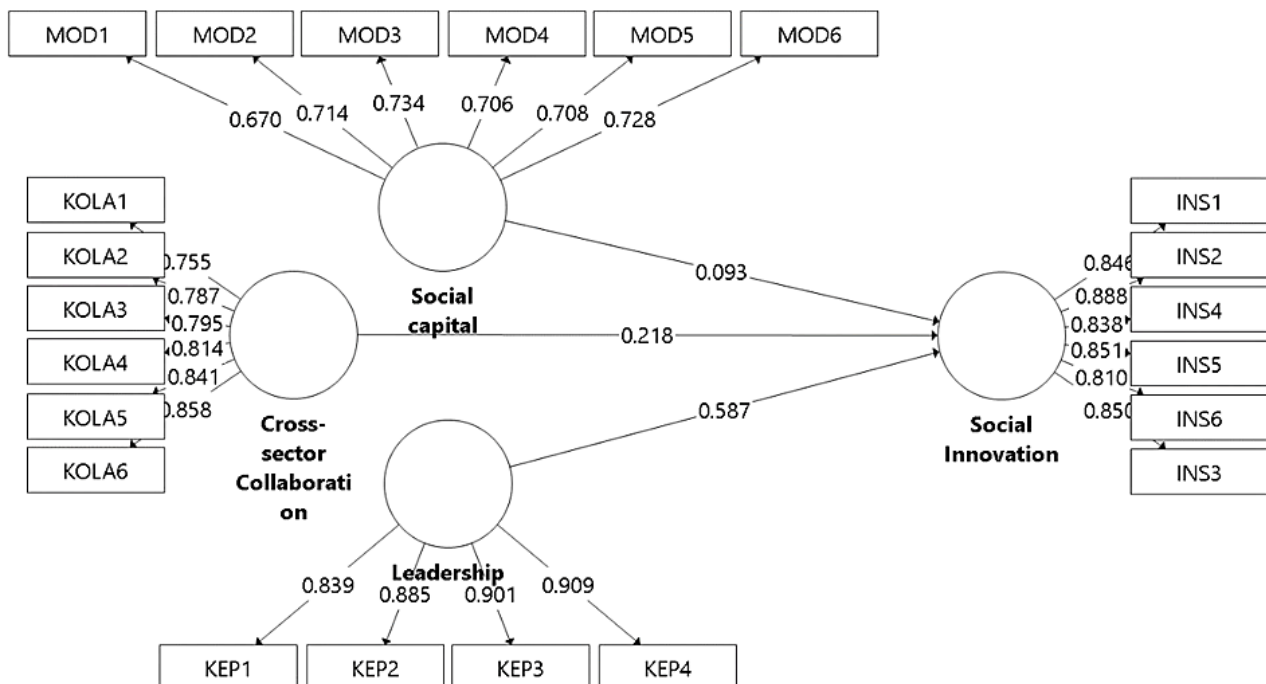 MOD1 MOD2 MOD3 MOD4 MOD5 MOD6
0.670 0.714 0.734 0.706 0.708 0.728
KOLA1
KOLA2
KOLA3
KOLA4
KOLA5
KOLA6
0.755
0.787
0.795
0.814
0.841
0.858
Social
capital
Cross-
sector
Collaborati
on
Leadership
0.093
0.218
0.587
Social
Innovation
0.846
0.888
0.838
0.851
0.810
0.850
INS1
INS2
INS4
INS5
INS6
INS3
0.839 0.885 0.901 0.909
KEP1 KEP2 KEP3 KEP4